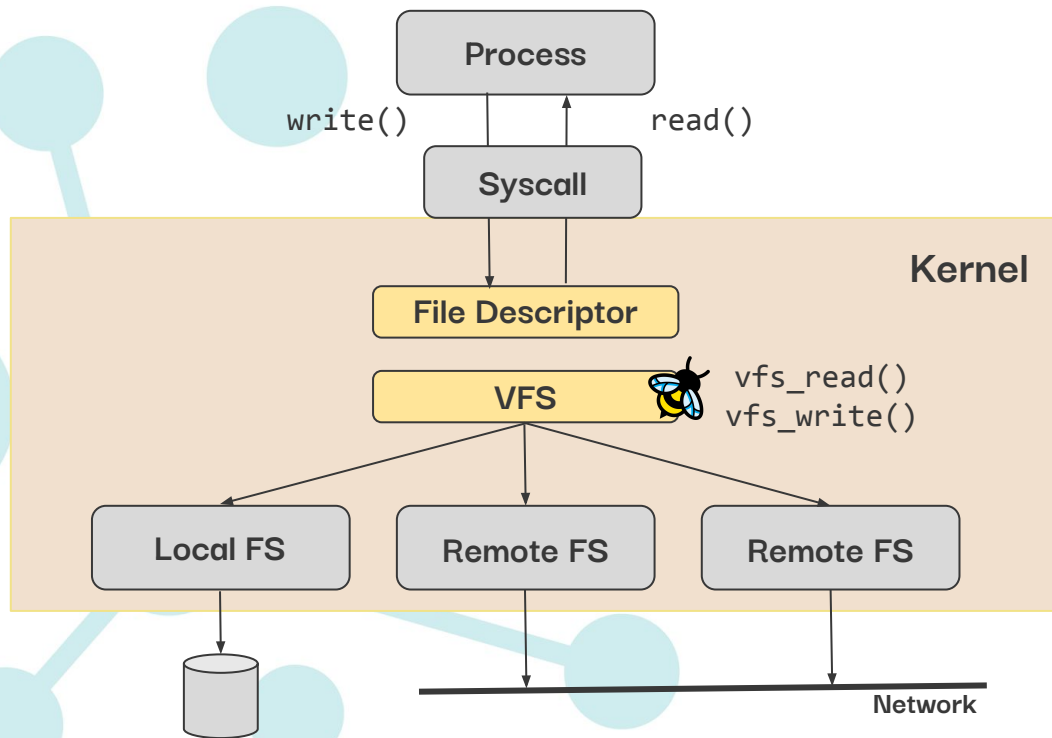 Process
write()
read()
Syscall
Kernel
File Descriptor
VFS
vfs_read()
vfs_write()
Local FS
Remote FS
Remote FS
Network